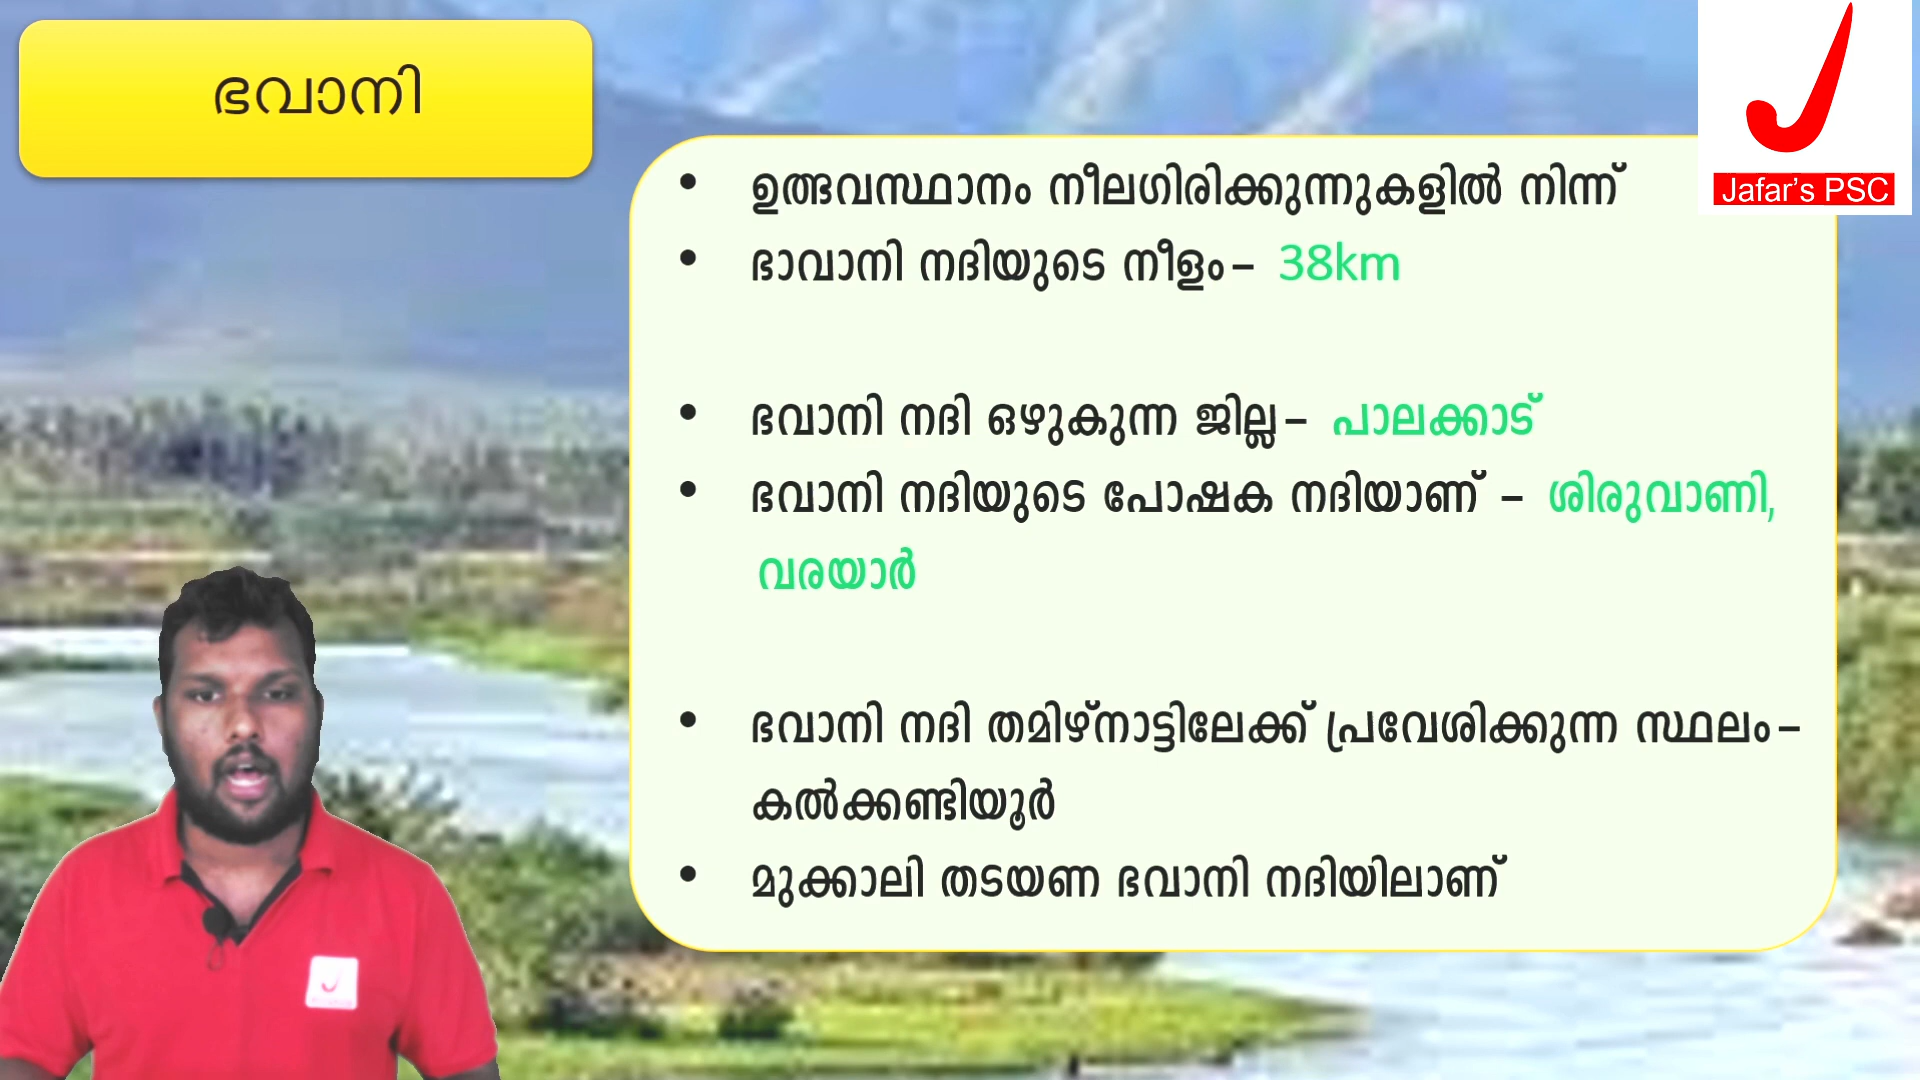 ഭവാനി
ഉത്ഭവസ്ഥാനം നീലഗിരിക്കുന്നുകളിൽ നിന്ന്
ഭാവാനി നദിയുടെ നീളം– 38km
ഭവാനി നദി ഒഴുകുന്ന ജില്ല– പാലക്കാട്
ഭവാനി നദിയുടെ പോഷക നദിയാണ് – ശിരുവാണി,
വരയാർ
ഭവാനി നദി തമിഴ്നാട്ടിലേക്ക് പ്രവേശിക്കുന്ന സ്ഥലം–
കൽക്കണ്ടിയൂർ
മുക്കാലി തടയണ ഭവാനി നദിയിലാണ്
Jafar's PSC